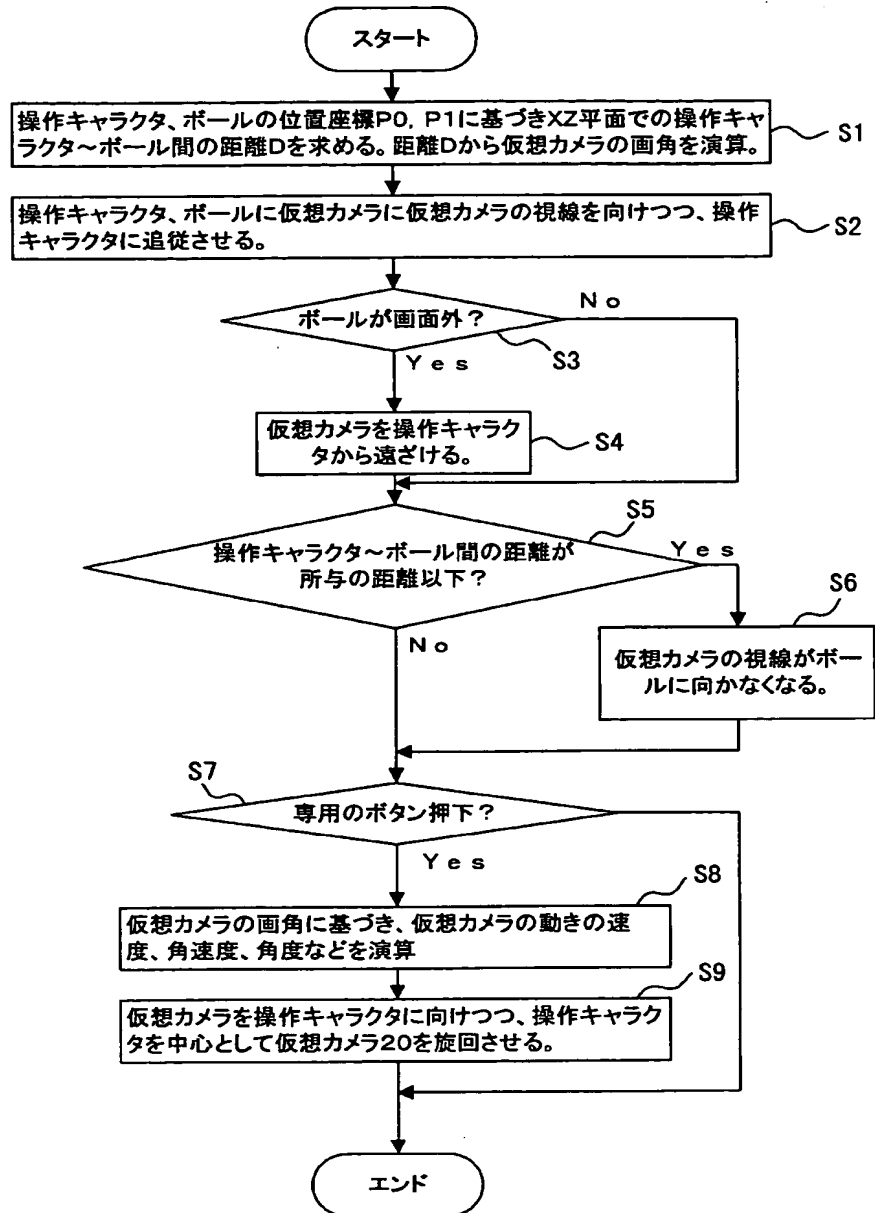 スタート
操作キャラクタ、ボールの位置座標P0, P1に基づきXZ平面での操作キャ
ラクタ～ボール間の距離Dを求める。距離Dから仮想カメラの画角を演算。
S1
操作キャラクタ、ボールに仮想カメラに仮想カメラの視線を向けつつ、操作
キャラクタに追従させる。
S2
ボールが画面外？
No
S3
Yes
仮想カメラを操作キャラク
タから遠ざける。
S4
S5
操作キャラクタ～ボール間の距離が
所与の距離以下？
Yes
No
S6
仮想カメラの視線がボー
ルに向かなくなる。
S7
専用のボタン押下？
Yes
S8
仮想カメラの画角に基づき、仮想カメラの動きの速
度、角速度、角度などを演算
S9
仮想カメラを操作キャラクタに向けつつ、操作キャラク
タを中心として仮想カメラ20を旋回させる。
エンド